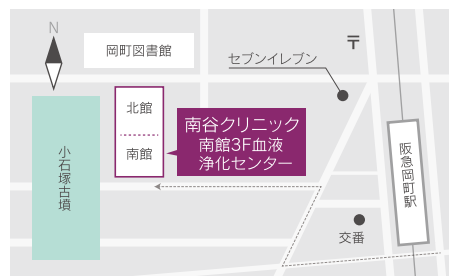 N
岡町図書館
〒
セブンイレブン
北館
南館
南谷クリニック
南館3F血液
浄化センター
小石塚古墳
阪急岡町駅
交番